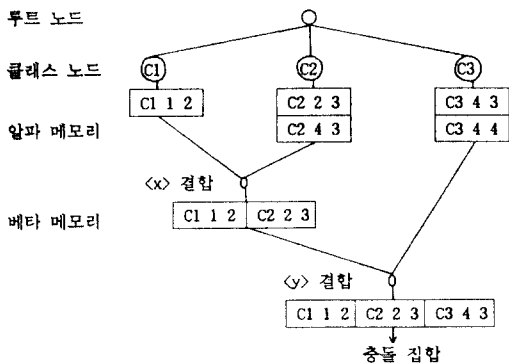 루트 노드
클래스 노드
C1
C2
C3
C1 1 2
C2 2 3
C3 4 3
알파 메모리
C2 4 3
C3 4 4
<x> 결합
베타 메모리
C1 1 2
C2 2 3
<y> 결합
C1 1 2
C2 2 3
C3 4 3
충돌 집합